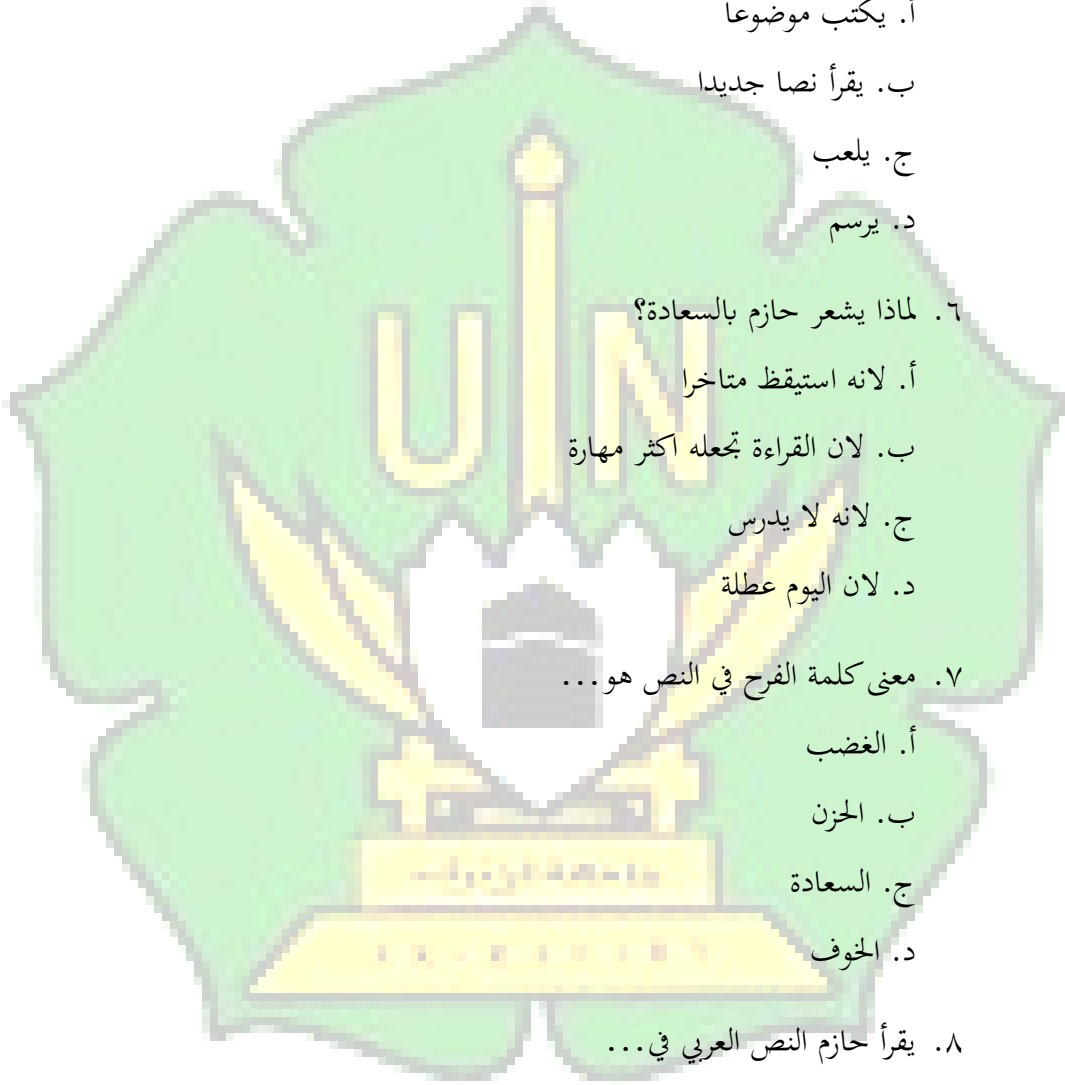 أ. يكتب موضوعا
ب. يقرأ نصا جديدا
ج. يلعب
د. يرسم
٦. لماذا يشعر حازم بالسعادة؟
أ. لانه استيقظ متاخرا
ب. لان القراءة تجعله اكثر مهارة
ج. لانه لا يدرس
د. لان اليوم عطلة
٧. معنى كلمة الفرح في النص هو...
أ. الغضب
ب. الحزن
ج. السعادة
د. الخوف
٨. يقرأ حازم النص العربي في...
UIN